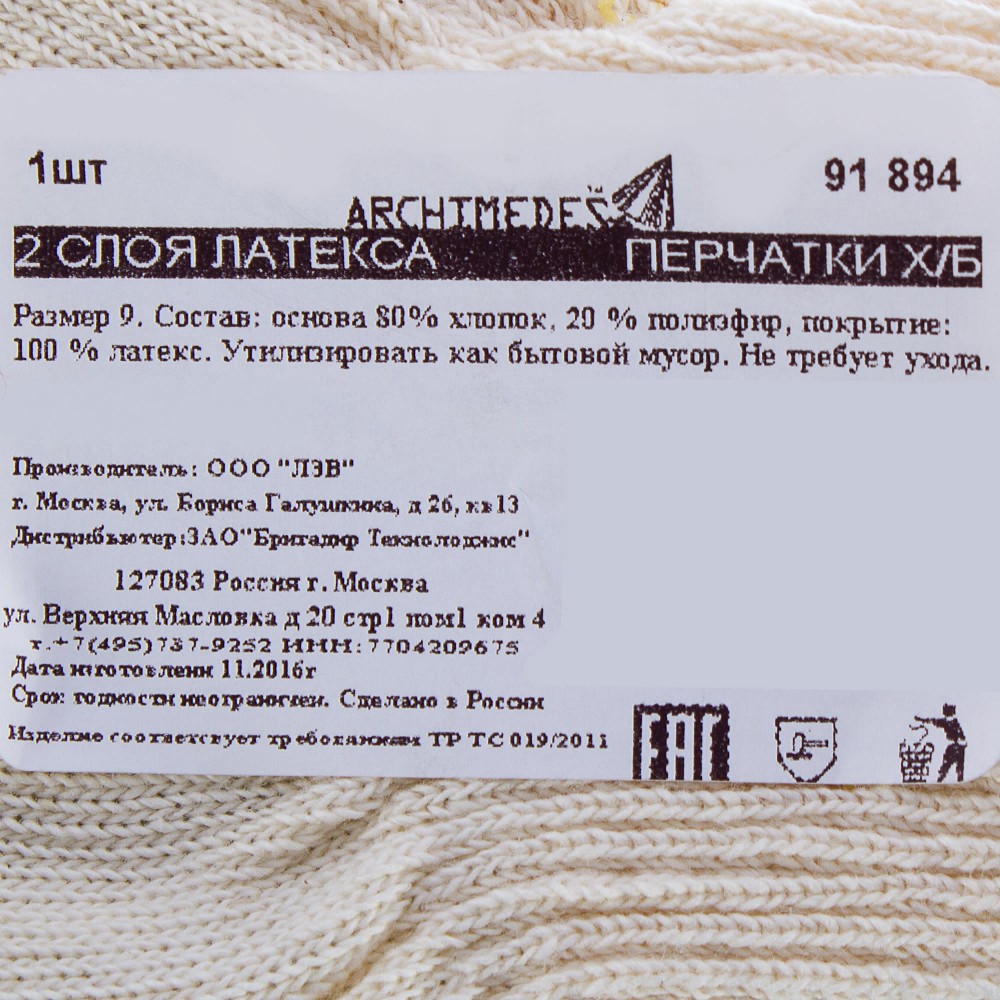 1шт
91 894
ARCHIMEDES™
2 СЛОЯ ЛАТЕКСА ПЕРЧАТКИ Х/Б
Размер 9. Состав: основа 80% хлопок, 20 % полиэфир, покрытие:
100 % латекс. Утилизировать как бытовой мусор. Не требует ухода.
Производитель: ООО "ЛЭВ"
г. Москва, ул. Бориса Галушкина, д 26, кв13
Дистрибьютер:ЗАО"Бригадир Текнолоджис"
127083 Россия г. Москва
ул. Верхняя Масловка д 20 стр1 пом1 ком 4
т.+7(495)737-9252 ИНН:7704209675
Дата изготовлени 11.2016г
Срок годности неограничен. Сделано в России
Изделие соответсвует требованиям ТР ТС 019/2011
ЕАС